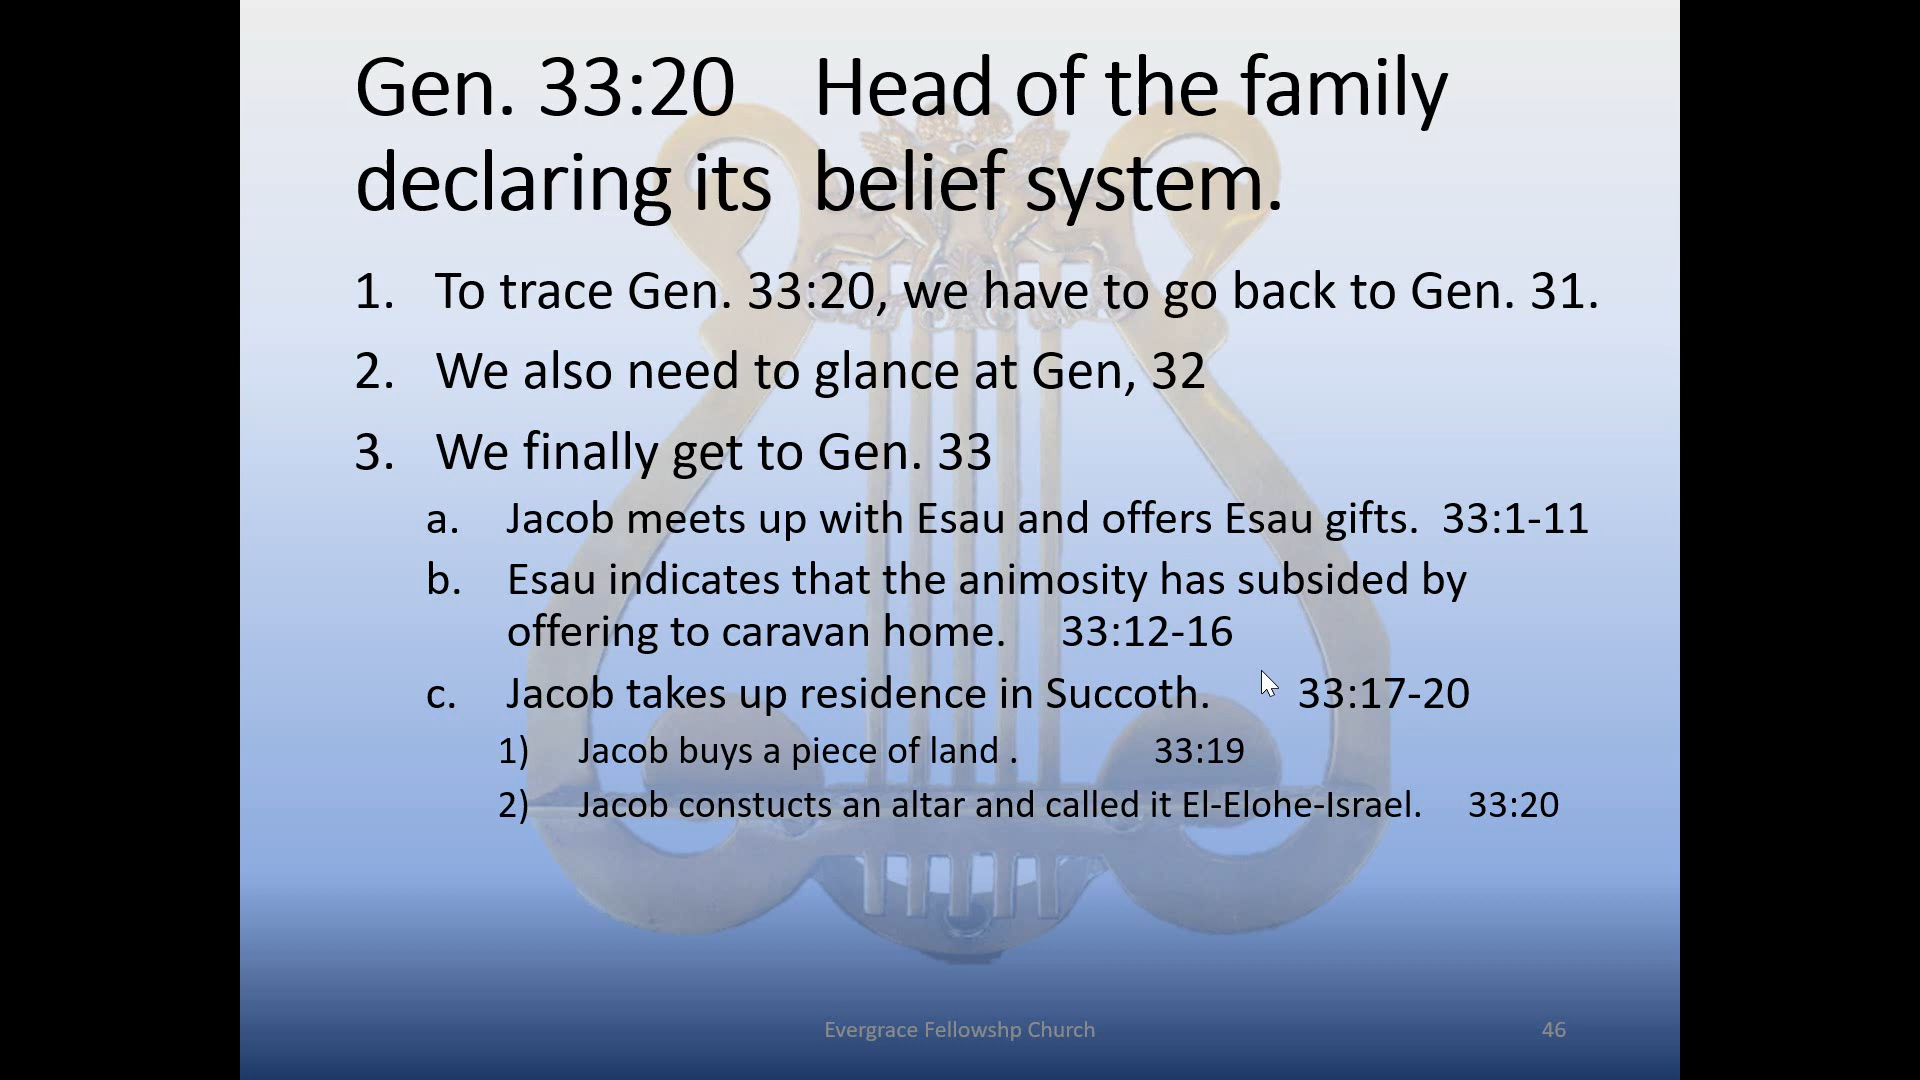 Gen. 33:20 Head of the family
declaring its belief system.
1. To trace Gen. 33:20, we have to go back to Gen. 31.
2. We also need to glance at Gen, 32
3. We finally get to Gen. 33
a. Jacob meets up with Esau and offers Esau gifts. 33:1-11
b. Esau indicates that the animosity has subsided by
offering to caravan home. 33:12-16
c. Jacob takes up residence in Succoth. 33:17-20
1) Jacob buys a piece of land . 33:19
2) Jacob constucts an altar and called it El-Elohe-Israel. 33:20
Evergrace Fellowshp Church 46